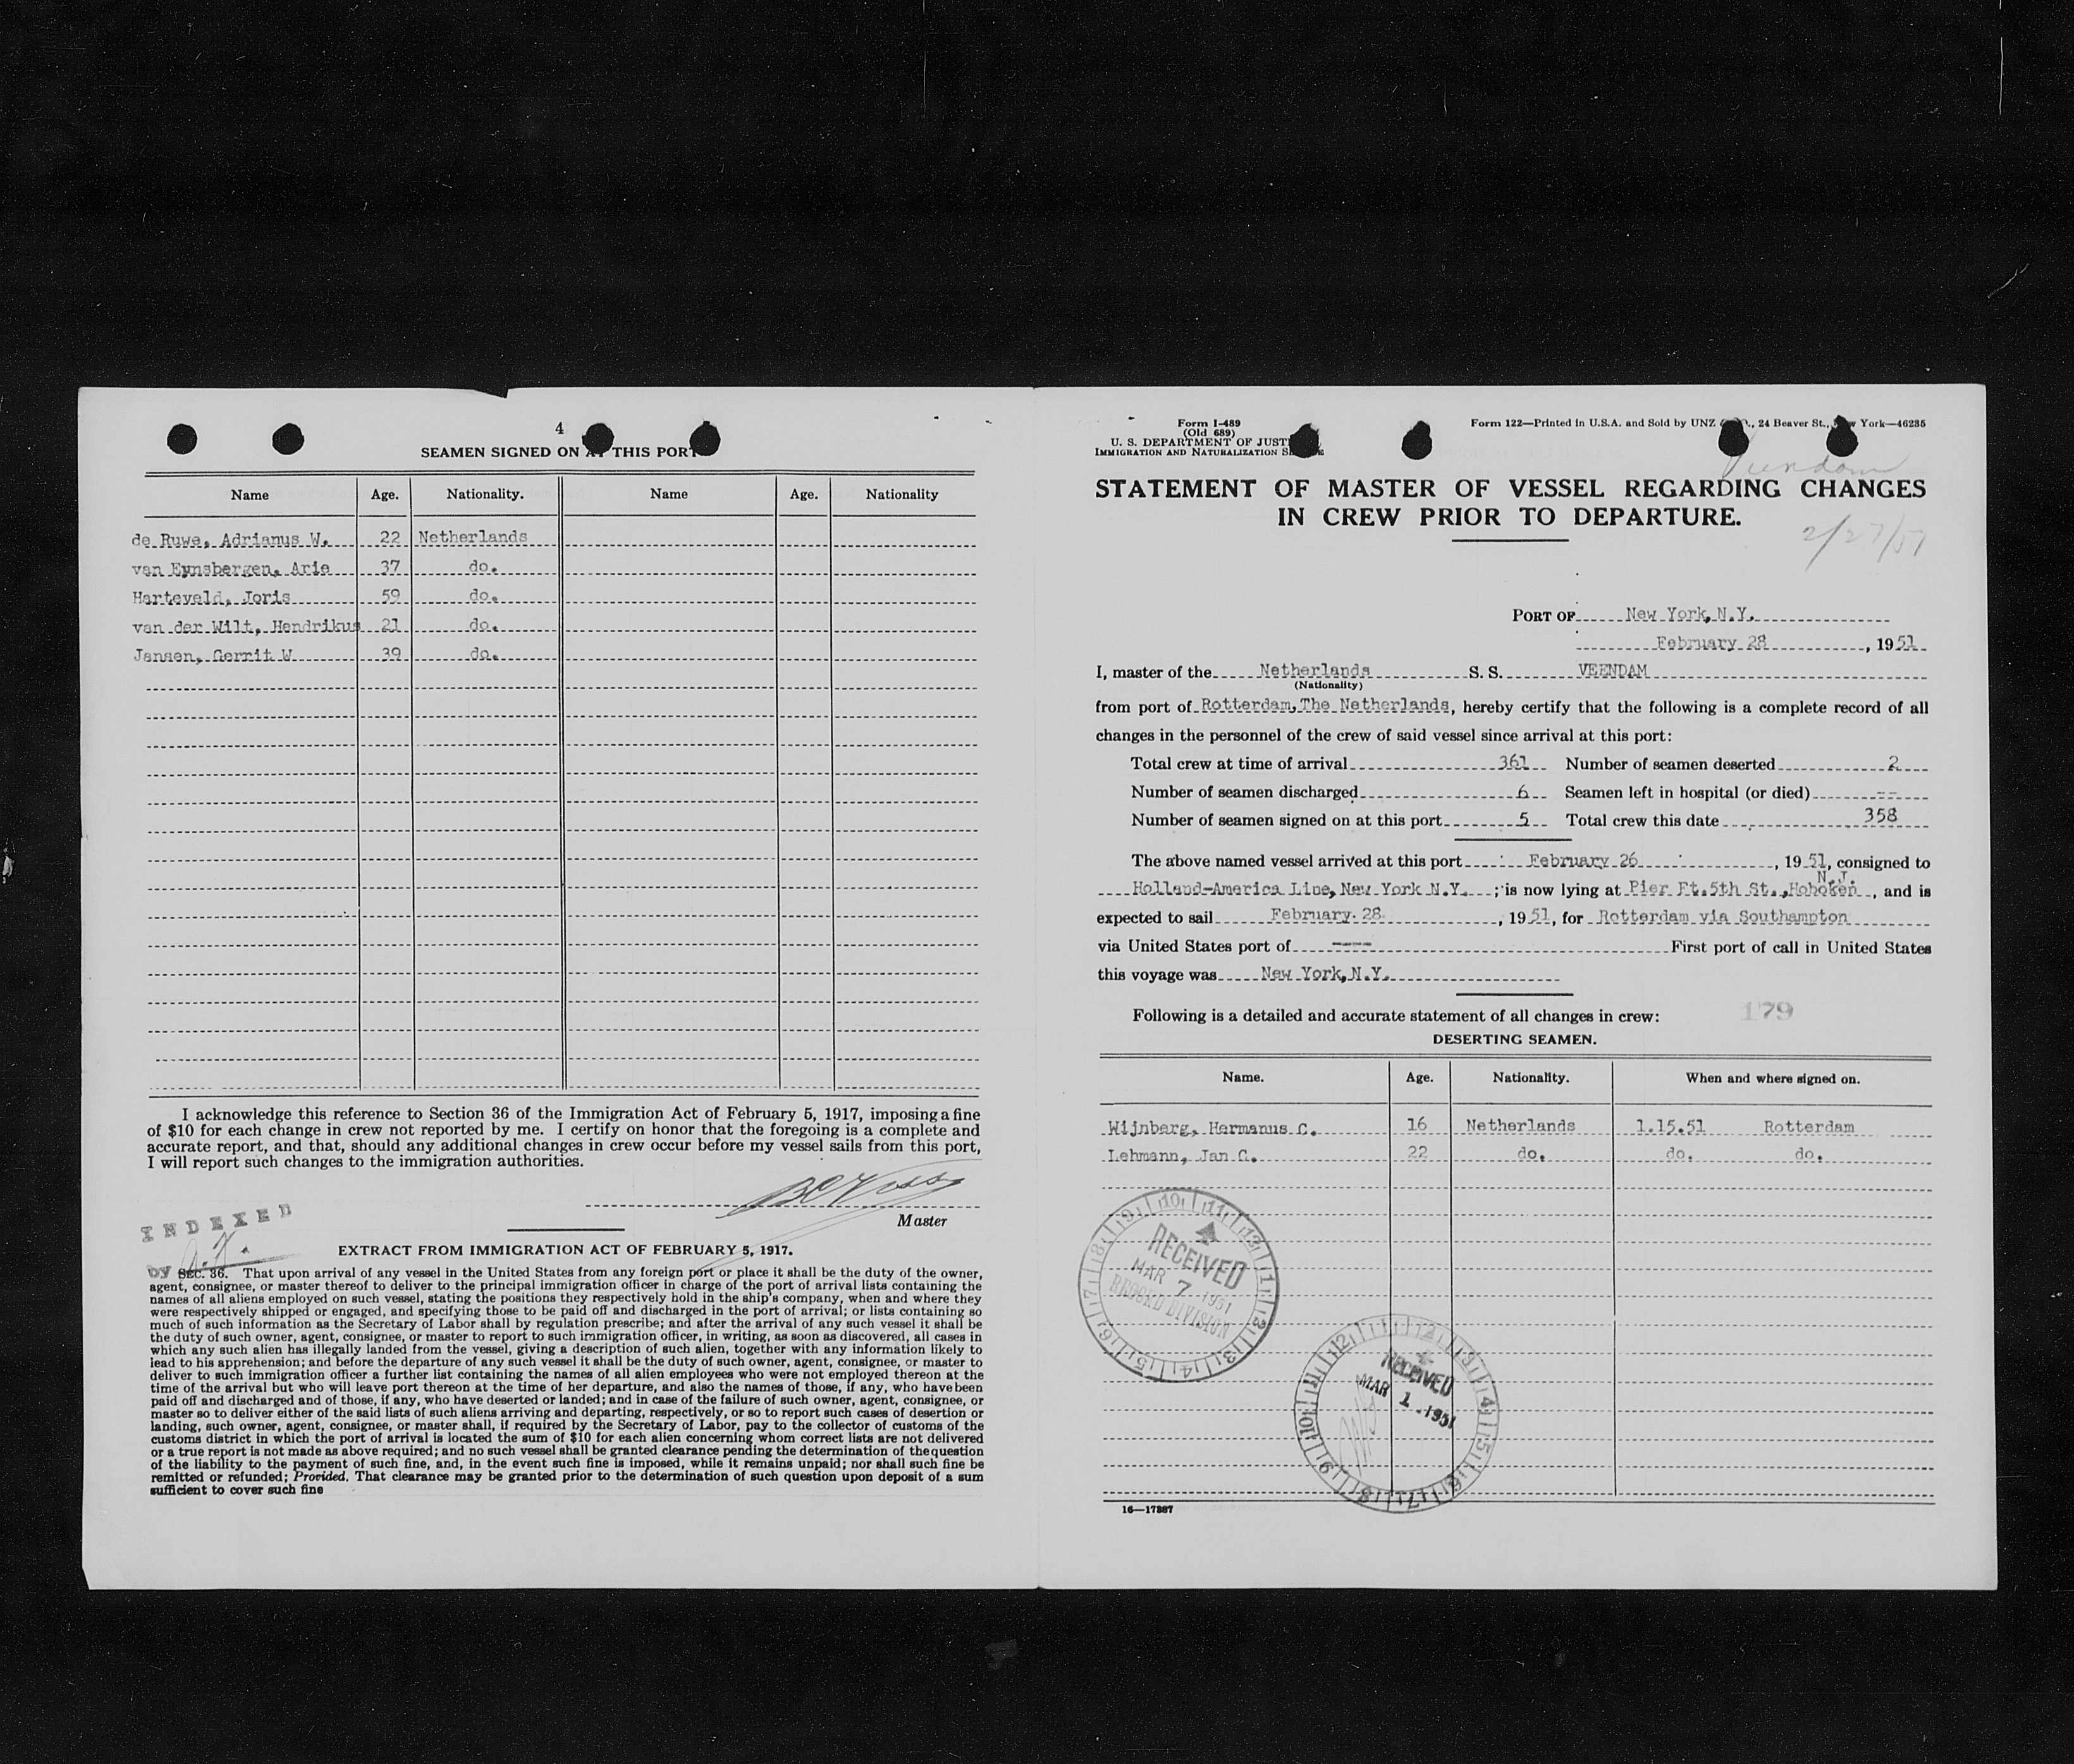 4
SEAMEN SIGNED ON AT THIS PORT
Name Age. Nationality. Name Age. Nationality
de Ruwe, Adrianus W. 22 Netherlands
van Eynsbergen, Arie 37 do.
Harteveld, Joris 59 do.
van der Wilt, Hendrikus 21 do.
Jansen, Gerrit W 39 do.
I acknowledge this reference to Section 36 of the Immigration Act of February 5, 1917, imposing a fine
of $10 for each change in crew not reported by me. I certify on honor that the foregoing is a complete and
accurate report, and that, should any additional changes in crew occur before my vessel sails from this port,
I will report such changes to the immigration authorities.
Master
INDEXED
EXTRACT FROM IMMIGRATION ACT OF FEBRUARY 5, 1917.
BY SEC. 36. That upon arrival of any vessel in the United States from any foreign port or place it shall be the duty of the owner,
agent, consignee, or master thereof to deliver to the principal immigration officer in charge of the port of arrival lists containing the
names of all aliens employed on such vessel, stating the positions they respectively hold in the ship's company, when and where they
were respectively shipped or engaged, and specifying those to be paid off and discharged in the port of arrival; or lists containing so
much of such information as the Secretary of Labor shall by regulation prescribe; and after the arrival of any such vessel it shall be
the duty of such owner, agent, consignee, or master to report to such immigration officer, in writing, as soon as discovered, all cases in
which any such alien has illegally landed from the vessel, giving a description of such alien, together with any information likely to
lead to his apprehension; and before the departure of any such vessel it shall be the duty of such owner, agent, consignee, or master to
deliver to such immigration officer a further list containing the names of all alien employees who were not employed thereon at the
time of the arrival but who will leave port thereon at the time of her departure, and also the names of those, if any, who have been
paid off and discharged and of those, if any, who have deserted or landed; and in case of the failure of such owner, agent, consignee, or
master so to deliver either of the said lists of such aliens arriving and departing, respectively, or so to report such cases of desertion or
landing, such owner, agent, consignee, or master shall, if required by the Secretary of Labor, pay to the collector of customs of the
customs district in which the port of arrival is located the sum of $10 for each alien concerning whom correct lists are not delivered
or a true report is not made as above required; and no such vessel shall be granted clearance pending the determination of the question
of the liability to the payment of such fine, and, in the event such fine is imposed, while it remains unpaid; nor shall such fine be
remitted or refunded; Provided, That clearance may be granted prior to the determination of such question upon deposit of a sum
sufficient to cover such fine
Form I-489
(Old 689)
U. S. DEPARTMENT OF JUST
IMMIGRATION AND NATURALIZATION S
Form 122—Printed in U.S.A. and Sold by UNZ & CO., 24 Beaver St., New York—46235
Veendam
STATEMENT OF MASTER OF VESSEL REGARDING CHANGES
IN CREW PRIOR TO DEPARTURE.
2/27/51
PORT OF New York, N.Y.
February 28, 1951
I, master of the Netherlands S. S. VEENDAM
(Nationality)
from port of Rotterdam, The Netherlands, hereby certify that the following is a complete record of all
changes in the personnel of the crew of said vessel since arrival at this port:
Total crew at time of arrival 361 Number of seamen deserted 2
Number of seamen discharged 6 Seamen left in hospital (or died) --
Number of seamen signed on at this port 5 Total crew this date 358
The above named vessel arrived at this port February 26, 1951, consigned to
Holland-America Line, New York N.Y. ; is now lying at Pier Ft. 5th St., Hoboken N.J., and is
expected to sail February 28, 1951, for Rotterdam via Southampton
via United States port of ---- First port of call in United States
this voyage was New York, N.Y.
Following is a detailed and accurate statement of all changes in crew: 179
DESERTING SEAMEN.
Name. Age. Nationality. When and where signed on.
Wijnberg, Hermanus C. 16 Netherlands 1.15.51 Rotterdam
Lehmann, Jan C. 22 do. do. do.
RECEIVED
MAR 7 1951
RECORD DIVISION
RECEIVED
MAR 1 1951
16—17887